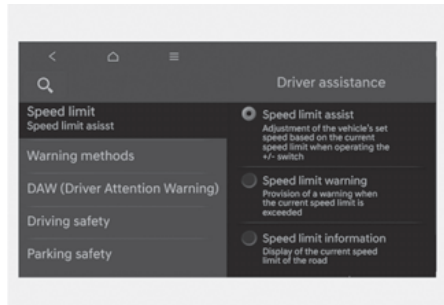 Driver assistance
Speed limit
Speed limit asisst
Warning methods
DAW (Driver Attention Warning)
Driving safety
Parking safety
Speed limit assist
Adjustment of the vehicle's set
speed based on the current
speed limit when operating the
+/- switch
Speed limit warning
Provision of a warning when
the current speed limit is
exceeded
Speed limit information
Display of the current speed
limit of the road